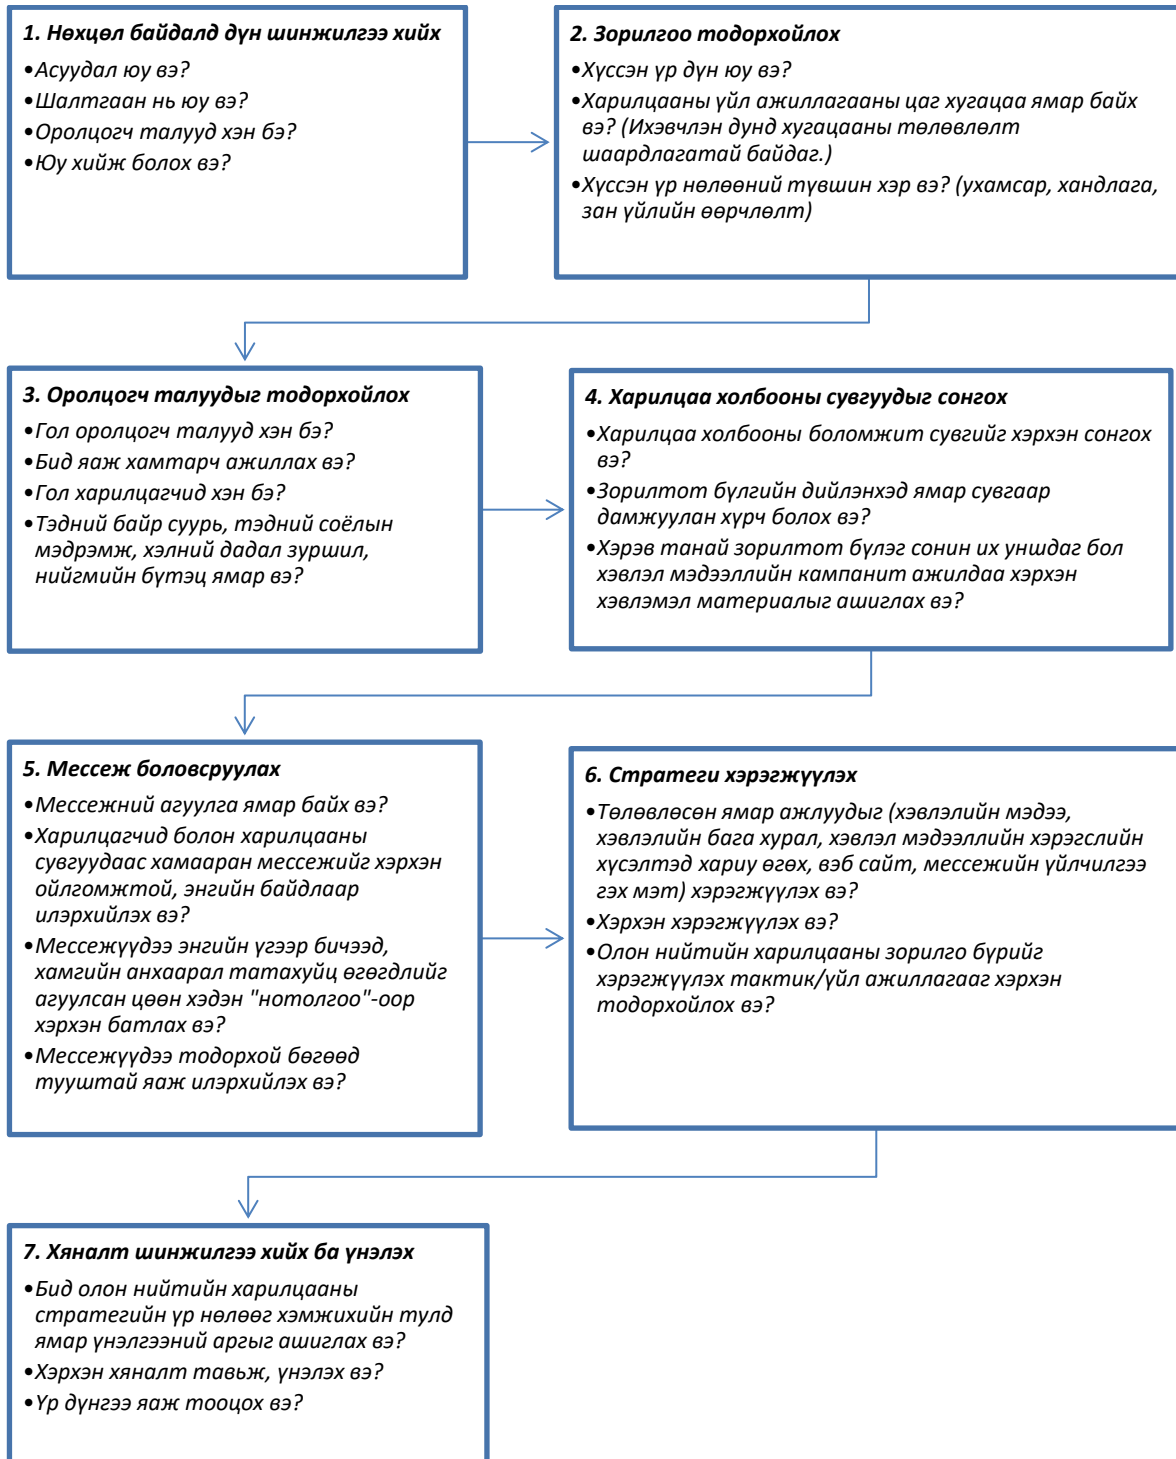 1. Нөхцөл байдалд дүн шинжилгээ хийх
•Асуудал юу вэ?
•Шалтгаан нь юу вэ?
•Оролцогч талууд хэн бэ?
•Юу хийж болох вэ?
2. Зорилгоо тодорхойлох
•Хүссэн үр дүн юу вэ?
•Харилцааны үйл ажиллагааны цаг хугацаа ямар байх
вэ? (Ихэвчлэн дунд хугацааны төлөвлөлт
шаардлагатай байдаг.)
•Хүссэн үр нөлөөний түвшин хэр вэ? (ухамсар, хандлага,
зан үйлийн өөрчлөлт)
3. Оролцогч талуудыг тодорхойлох
•Гол оролцогч талууд хэн бэ?
•Бид яаж хамтарч ажиллах вэ?
•Гол харилцагчид хэн бэ?
•Тэдний байр суурь, тэдний соёлын
мэдрэмж, хэлний дадал зуршил,
нийгмийн бүтэц ямар вэ?
4. Харилцаа холбооны сувгуудыг сонгох
•Харилцаа холбооны боломжит сувгийг хэрхэн сонгох
вэ?
•Зорилтот бүлгийн дийлэнхэд ямар сувгаар
дамжуулан хүрч болох вэ?
•Хэрэв танай зорилтот бүлэг сонин их уншдаг бол
хэвлэл мэдээллийн кампанит ажилдаа хэрхэн
хэвлэмэл материалыг ашиглах вэ?
5. Мессеж боловсруулах
•Мессежний агуулга ямар байх вэ?
•Харилцагчид болон харилцааны
сувгуудаас хамааран мессежийг хэрхэн
ойлгомжтой, энгийн байдлаар
илэрхийлэх вэ?
•Мессежүүдээ энгийн үгээр бичээд,
хамгийн анхаарал татахуйц өгөгдлийг
агуулсан цөөн хэдэн "нотолгоо"-оор
хэрхэн батлах вэ?
•Мессежүүдээ тодорхой бөгөөд
тууштай яаж илэрхийлэх вэ?
6. Стратеги хэрэгжүүлэх
•Төлөвлөсөн ямар ажлуудыг (хэвлэлийн мэдээ,
хэвлэлийн бага хурал, хэвлэл мэдээллийн хэрэгслийн
хүсэлтэд хариу өгөх, вэб сайт, мессежийн үйлчилгээ
гэх мэт) хэрэгжүүлэх вэ?
•Хэрхэн хэрэгжүүлэх вэ?
•Олон нийтийн харилцааны зорилго бүрийг
хэрэгжүүлэх тактик/үйл ажиллагааг хэрхэн
тодорхойлох вэ?
7. Хяналт шинжилгээ хийх ба үнэлэх
•Бид олон нийтийн харилцааны
стратегийн үр нөлөөг хэмжихийн тулд
ямар үнэлгээний аргыг ашиглах вэ?
•Хэрхэн хяналт тавьж, үнэлэх вэ?
•Үр дүнгээ яаж тооцох вэ?